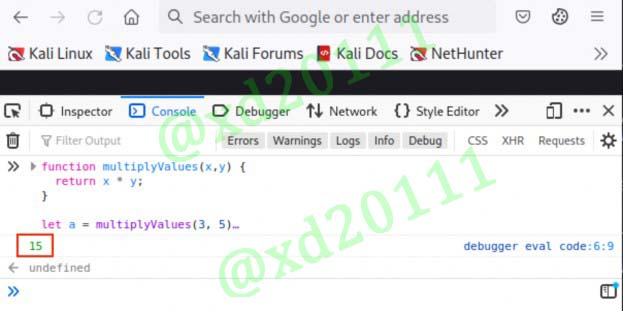 Search with Google or enter address
Kali Linux Kali Tools Kali Forums Kali Docs NetHunter
Inspector Console Debugger Network {} Style Editor
Filter Output Errors Warnings Logs Info Debug CSS XHR Requests
function multiplyValues(x,y) {
return x * y;
}
let a = multiplyValues(3, 5)…
15 debugger eval code:6:9
undefined
@xd20111
@xd20111